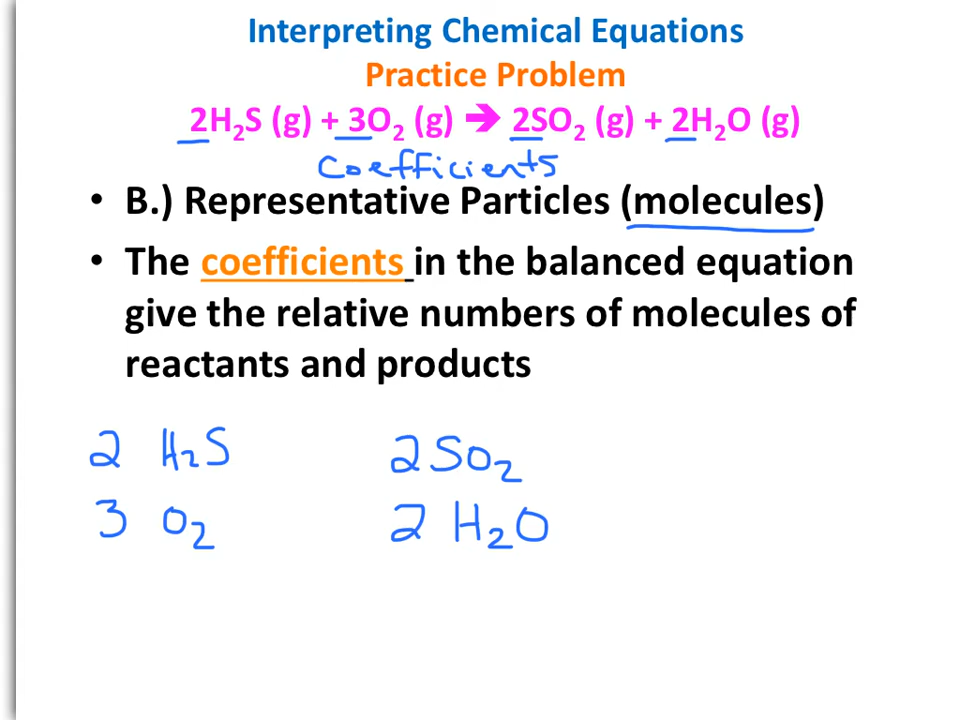 Interpreting Chemical Equations
Practice Problem
2H₂S (g) + 3O₂ (g) 🡺 2SO₂ (g) + 2H₂O (g)
coefficients
• B.) Representative Particles (molecules)
• The coefficients in the balanced equation
give the relative numbers of molecules of
reactants and products
2 H₂S 2SO₂
3 O₂ 2 H₂O